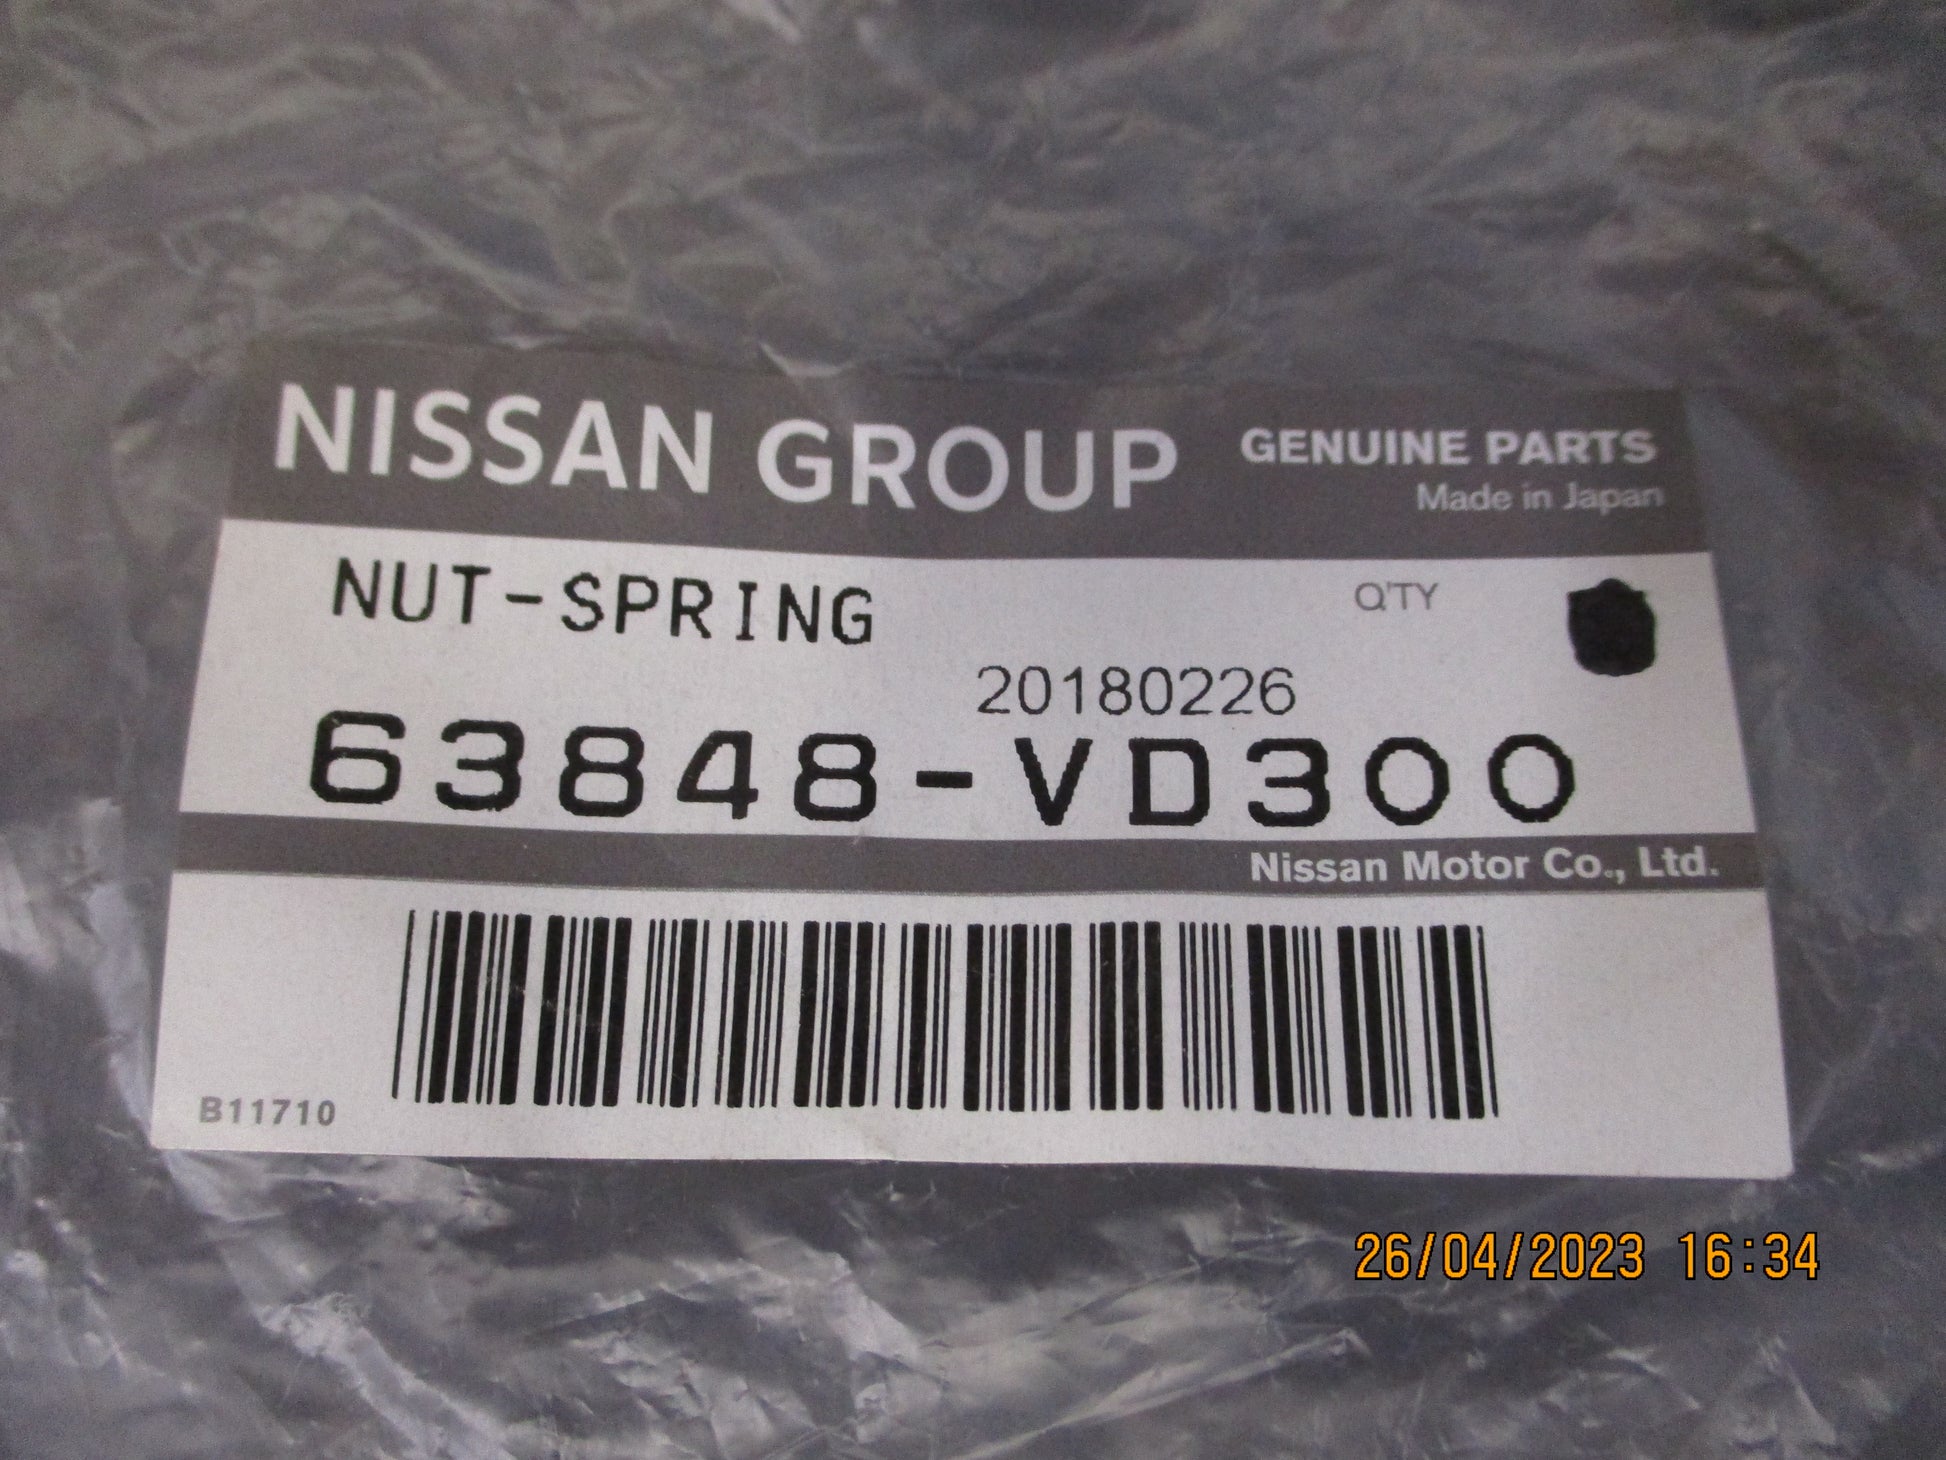 NISSAN GROUP GENUINE PARTS
Made in Japan
NUT-SPRING Q'TY
20180226
63848-VD300
Nissan Motor Co., Ltd.
B11710
26/04/2023 16:34